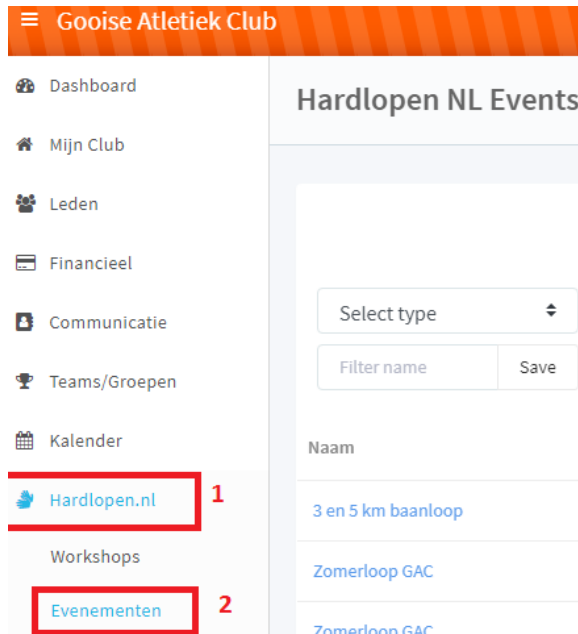 Gooise Atletiek Club
Dashboard
Mijn Club
Leden
Financieel
Communicatie
Teams/Groepen
Kalender
Hardlopen.nl 1
Workshops
Evenementen 2
Hardlopen NL Events
Select type
Filter name Save
Naam
3 en 5 km baanloop
Zomerloop GAC
Zomerloop GAC